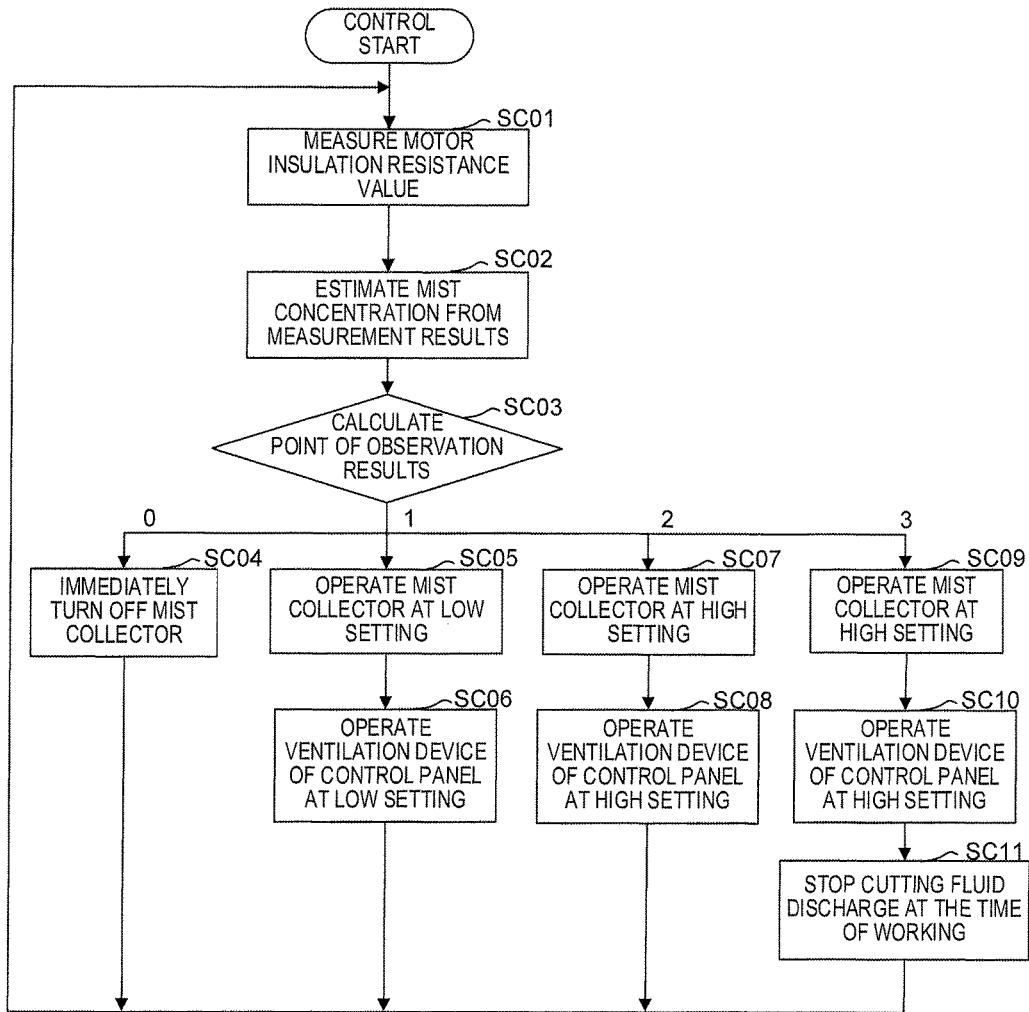 CONTROL
START
SC01
MEASURE MOTOR
INSULATION RESISTANCE
VALUE
SC02
ESTIMATE MIST
CONCENTRATION FROM
MEASUREMENT RESULTS
SC03
CALCULATE
POINT OF OBSERVATION
RESULTS
0
1
2
3
SC04
IMMEDIATELY
TURN OFF MIST
COLLECTOR
SC05
OPERATE MIST
COLLECTOR AT LOW
SETTING
SC06
OPERATE
VENTILATION DEVICE
OF CONTROL PANEL
AT LOW SETTING
SC07
OPERATE MIST
COLLECTOR AT HIGH
SETTING
SC08
OPERATE
VENTILATION DEVICE
OF CONTROL PANEL
AT HIGH SETTING
SC09
OPERATE MIST
COLLECTOR AT
HIGH SETTING
SC10
OPERATE
VENTILATION DEVICE
OF CONTROL PANEL
AT HIGH SETTING
SC11
STOP CUTTING FLUID
DISCHARGE AT THE TIME
OF WORKING